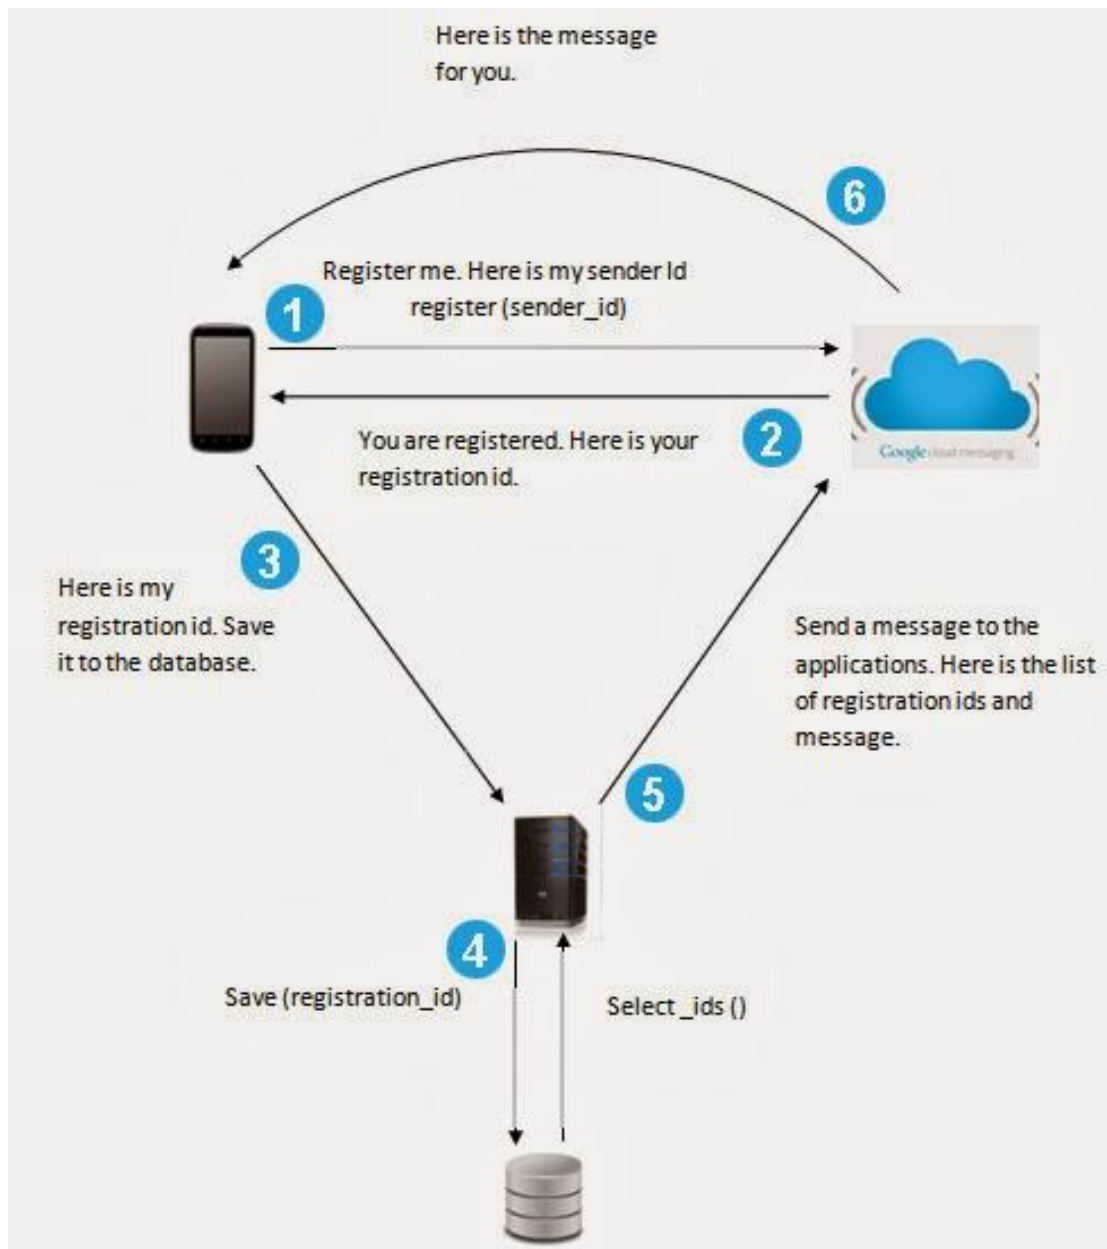 Here is the message
for you.
6
Register me. Here is my sender Id
register (sender_id)
1
2
You are registered. Here is your
registration id.
Google cloud messaging
3
Here is my
registration id. Save
it to the database.
Send a message to the
applications. Here is the list
of registration ids and
message.
5
4
Save (registration_id)
Select _ids ()